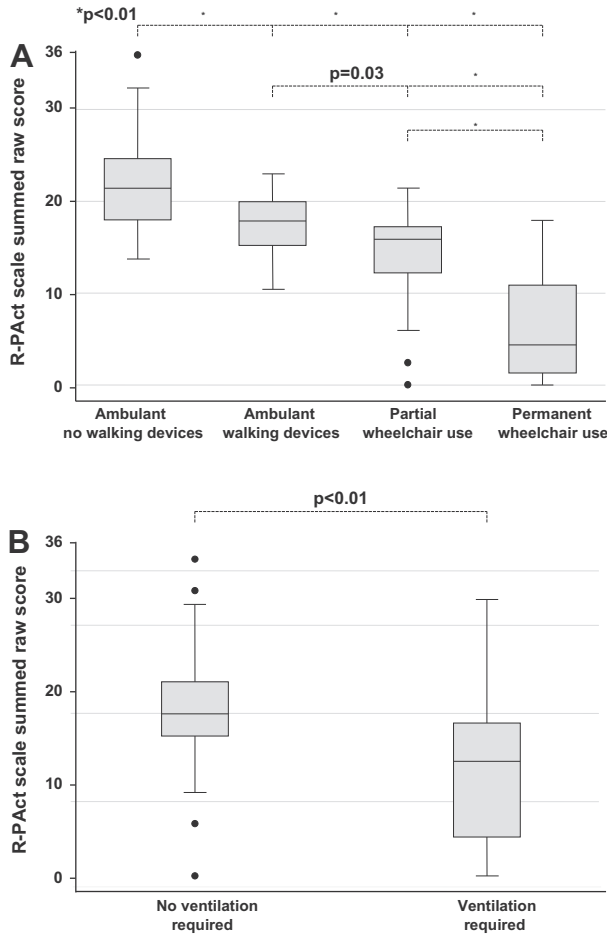 *p<0.01
* * *
A
36
p=0.03 *
30
*
20
10
0
R-PAct scale summed raw score
Ambulant
no walking devices
Ambulant
walking devices
Partial
wheelchair use
Permanent
wheelchair use
p<0.01
B
36
30
20
10
0
R-PAct scale summed raw score
No ventilation
required
Ventilation
required